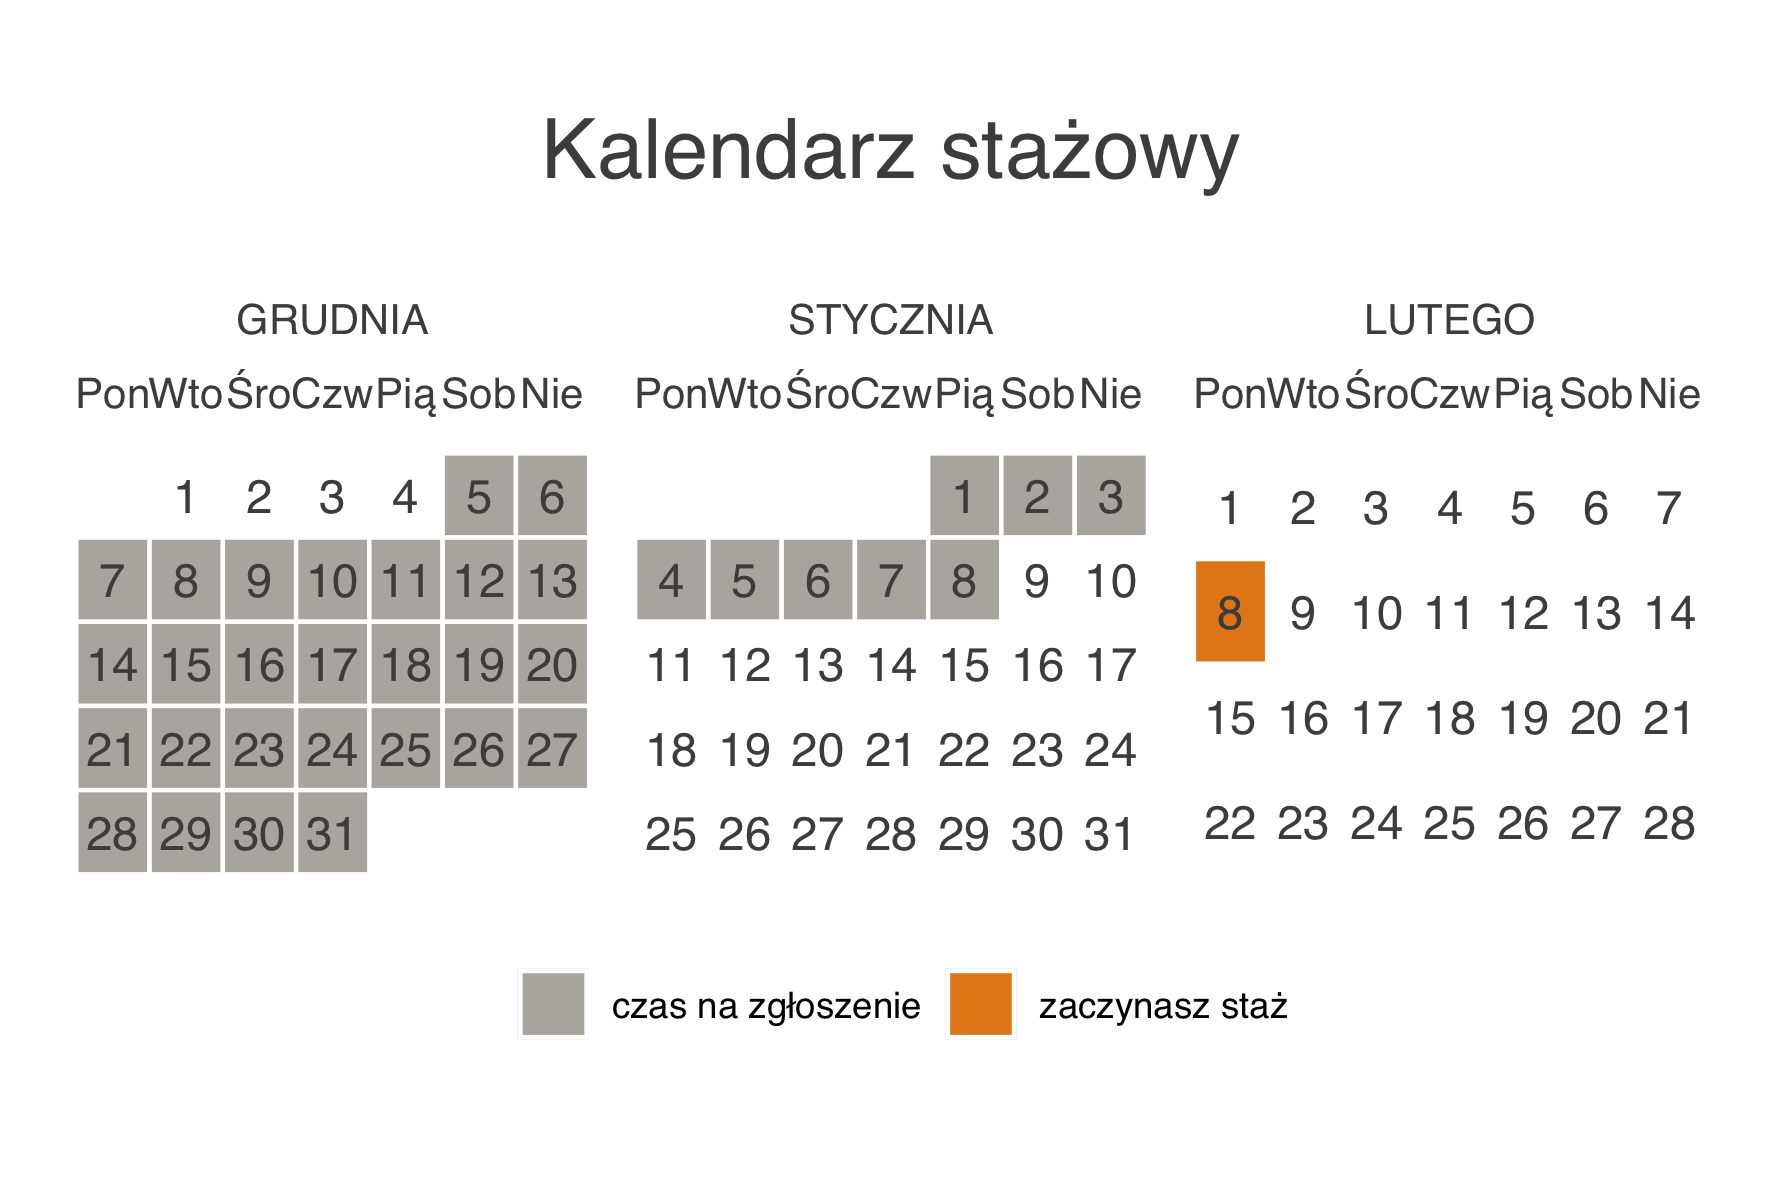 Kalendarz stażowy
GRUDNIA
Pon Wto Śro Czw Pią Sob Nie
1 2 3 4 5 6
7 8 9 10 11 12 13
14 15 16 17 18 19 20
21 22 23 24 25 26 27
28 29 30 31
STYCZNIA
Pon Wto Śro Czw Pią Sob Nie
1 2 3
4 5 6 7 8 9 10
11 12 13 14 15 16 17
18 19 20 21 22 23 24
25 26 27 28 29 30 31
LUTEGO
Pon Wto Śro Czw Pią Sob Nie
1 2 3 4 5 6 7
8 9 10 11 12 13 14
15 16 17 18 19 20 21
22 23 24 25 26 27 28
czas na zgłoszenie
zaczynasz staż